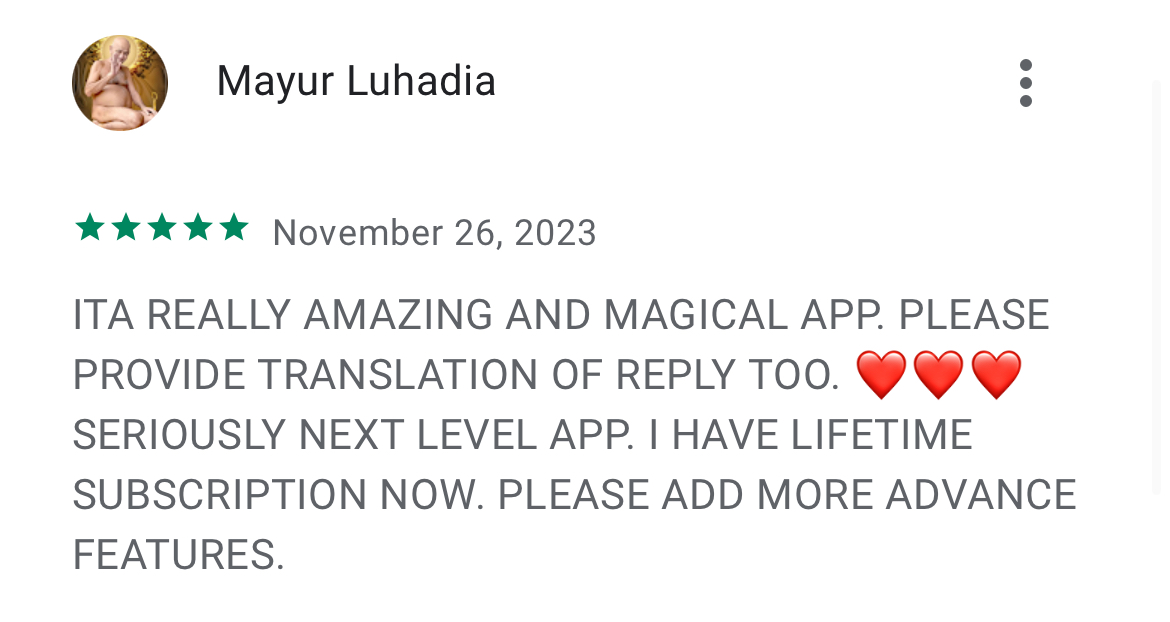 Mayur Luhadia
November 26, 2023
ITA REALLY AMAZING AND MAGICAL APP. PLEASE
PROVIDE TRANSLATION OF REPLY TOO. ❤️❤️❤️
SERIOUSLY NEXT LEVEL APP. I HAVE LIFETIME
SUBSCRIPTION NOW. PLEASE ADD MORE ADVANCE
FEATURES.